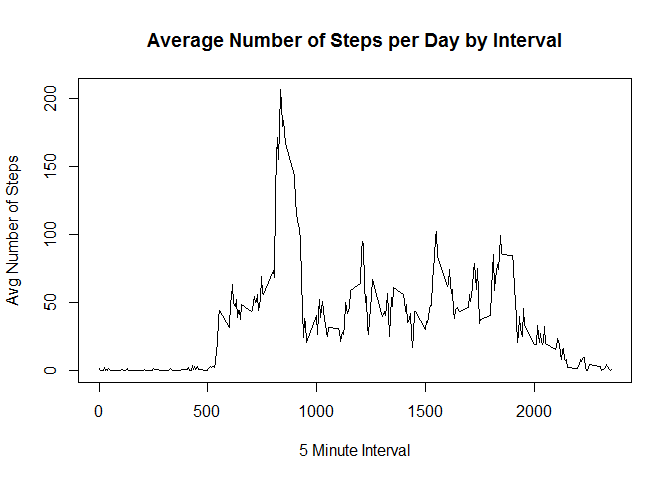 Average Number of Steps per Day by Interval
Avg Number of Steps
200
150
100
50
0
0 500 1000 1500 2000
5 Minute Interval